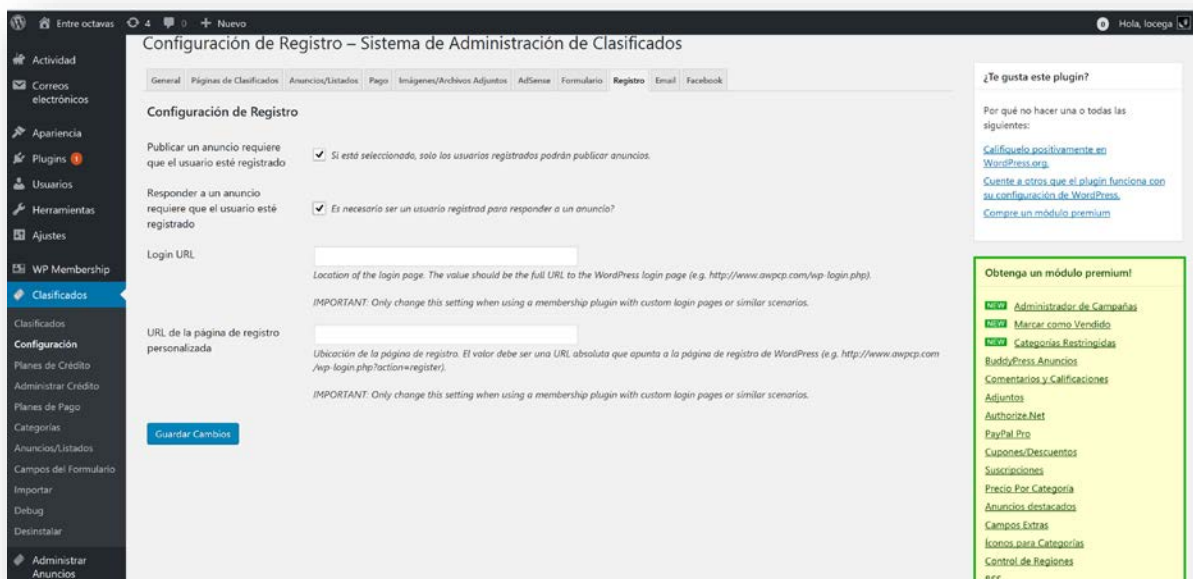 Entre octavas 4 0 + Nuevo
0 Hola, locega
Actividad
Correos
electrónicos
Apariencia
Plugins 1
Usuarios
Herramientas
Ajustes
WP Membership
Clasificados
Clasificados
Configuración
Planes de Crédito
Administrar Crédito
Planes de Pago
Categorías
Anuncios/Listados
Campos del Formulario
Importar
Debug
Desinstalar
Administrar
Anuncios
Configuración de Registro – Sistema de Administración de Clasificados
General Páginas de Clasificados Anuncios/Listados Pago Imágenes/Archivos Adjuntos AdSense Formulario Registro Email Facebook
Configuración de Registro
Publicar un anuncio requiere
que el usuario esté registrado
Si está seleccionado, solo los usuarios registrados podrán publicar anuncios.
Responder a un anuncio
requiere que el usuario esté
registrado
Es necesario ser un usuario registrad para responder a un anuncio?
Login URL
Location of the login page. The value should be the full URL to the WordPress login page (e.g. http://www.awpcp.com/wp-login.php).
IMPORTANT: Only change this setting when using a membership plugin with custom login pages or similar scenarios.
URL de la página de registro
personalizada
Ubicación de la página de registro. El valor debe ser una URL absoluta que apunta a la página de registro de WordPress (e.g. http://www.awpcp.com
/wp-login.php?action=register).
IMPORTANT: Only change this setting when using a membership plugin with custom login pages or similar scenarios.
Guardar Cambios
¿Te gusta este plugin?
Por qué no hacer una o todas las
siguientes:
Califíquelo positivamente en
WordPress.org.
Cuente a otros que el plugin funciona con
su configuración de WordPress.
Compre un módulo premium
Obtenga un módulo premium!
NEW Administrador de Campañas
NEW Marcar como Vendido
NEW Categorías Restringidas
BuddyPress Anuncios
Comentarios y Calificaciones
Adjuntos
Authorize.Net
PayPal Pro
Cupones/Descuentos
Suscripciones
Precio Por Categoría
Anuncios destacados
Campos Extras
Íconos para Categorías
Control de Regiones
RSS